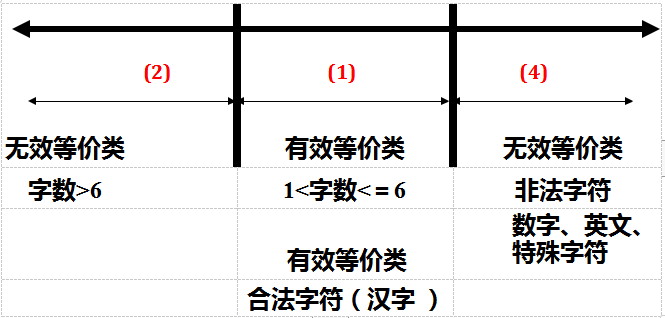 (2) (1) (4)
无效等价类 有效等价类 无效等价类
字数>6 1<字数<=6 非法字符
数字、英文、
特殊字符
有效等价类
合法字符（汉字 ）